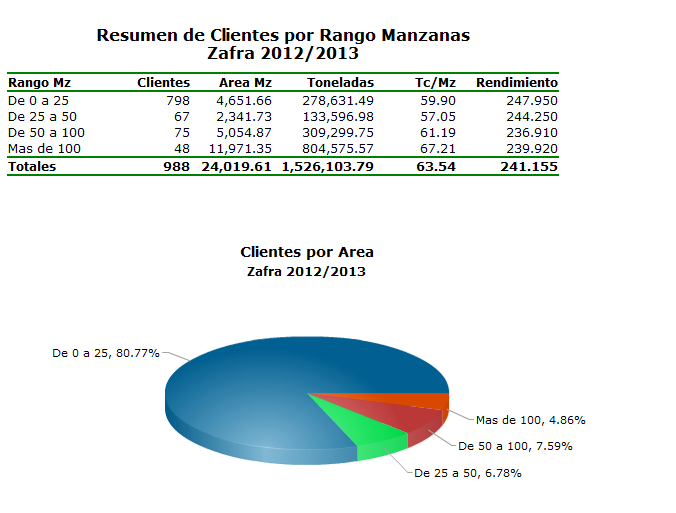 Resumen de Clientes por Rango Manzanas
Zafra 2012/2013
Rango Mz Clientes Area Mz Toneladas Tc/Mz Rendimiento
De 0 a 25 798 4,651.66 278,631.49 59.90 247.950
De 25 a 50 67 2,341.73 133,596.98 57.05 244.250
De 50 a 100 75 5,054.87 309,299.75 61.19 236.910
Mas de 100 48 11,971.35 804,575.57 67.21 239.920
Totales 988 24,019.61 1,526,103.79 63.54 241.155
Clientes por Area
Zafra 2012/2013
De 0 a 25, 80.77%
Mas de 100, 4.86%
De 50 a 100, 7.59%
De 25 a 50, 6.78%